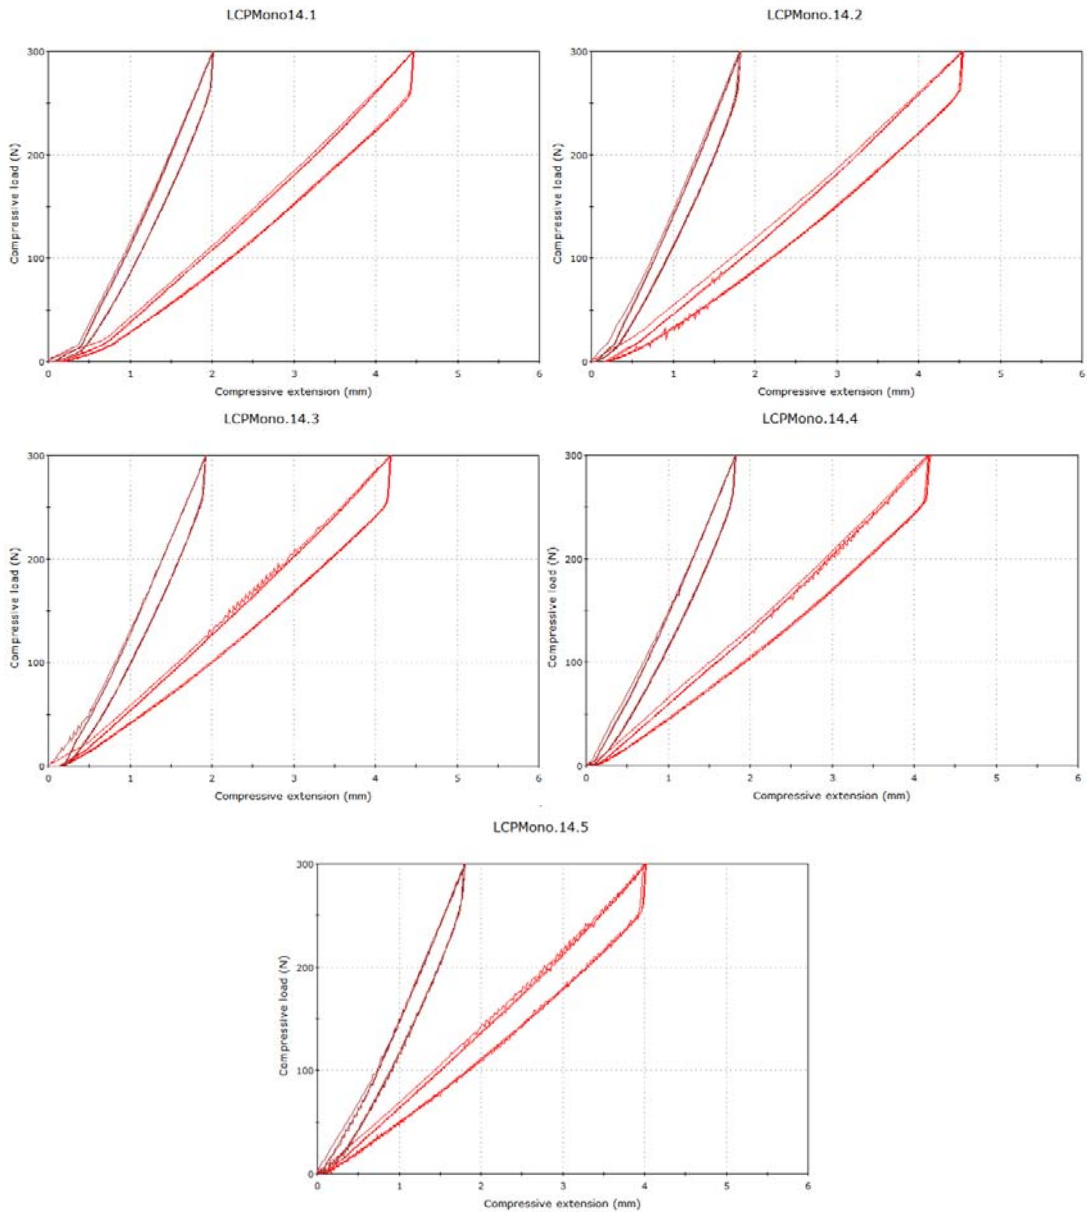 LCPMono14.1
LCPMono.14.2
300
200
100
0
Compressive load (N)
0 1 2 3 4 5 6
Compressive extension (mm)
300
200
100
0
Compressive load (N)
0 1 2 3 4 5 6
Compressive extension (mm)
LCPMono.14.3
LCPMono.14.4
300
200
100
0
Compressive load (N)
0 1 2 3 4 5 6
Compressive extension (mm)
300
200
100
0
Compressive load (N)
0 1 2 3 4 5 6
Compressive extension (mm)
LCPMono.14.5
300
200
100
0
Compressive load (N)
0 1 2 3 4 5 6
Compressive extension (mm)